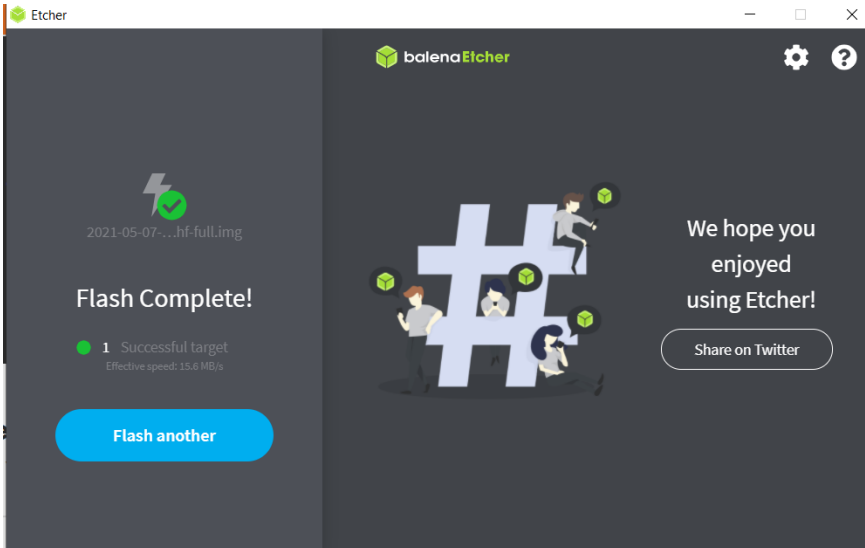 Etcher
balenaEtcher
2021-05-07-...hf-full.img
Flash Complete!
1 Successful target
Effective speed: 15.6 MB/s
Flash another
We hope you
enjoyed
using Etcher!
Share on Twitter